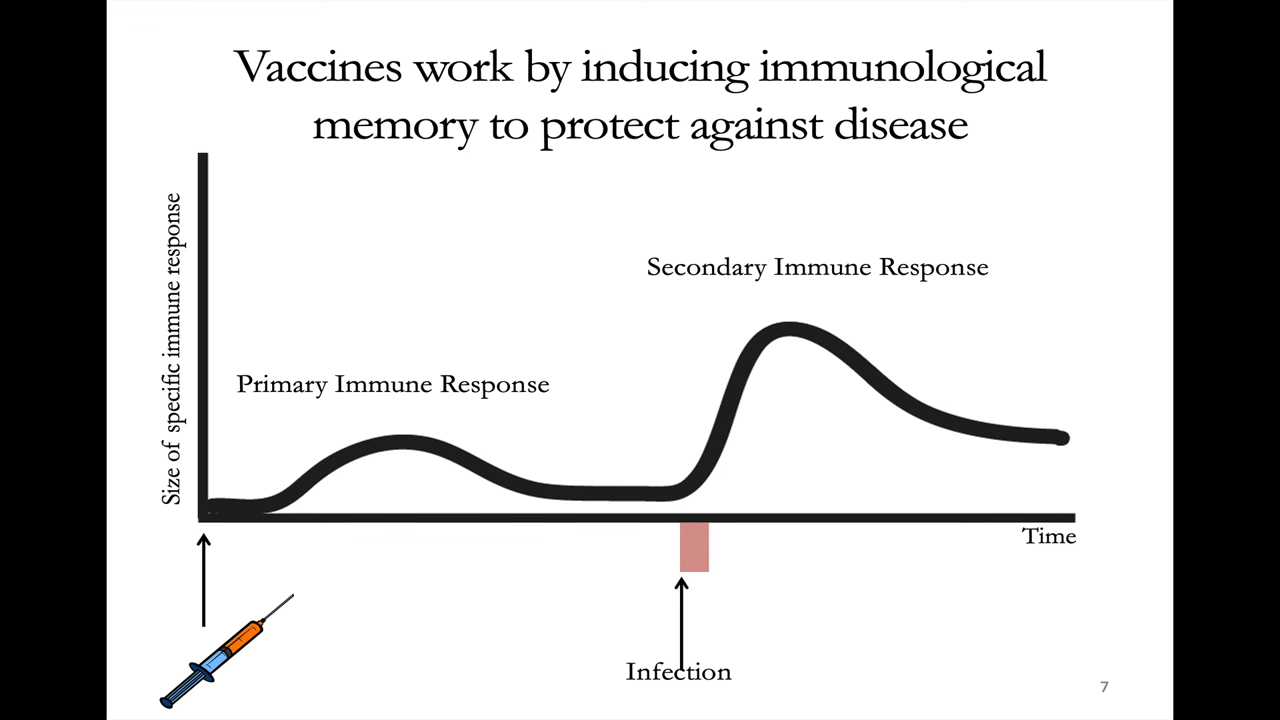 Vaccines work by inducing immunological
memory to protect against disease
Size of specific immune response
Secondary Immune Response
Primary Immune Response
Time
Infection
7